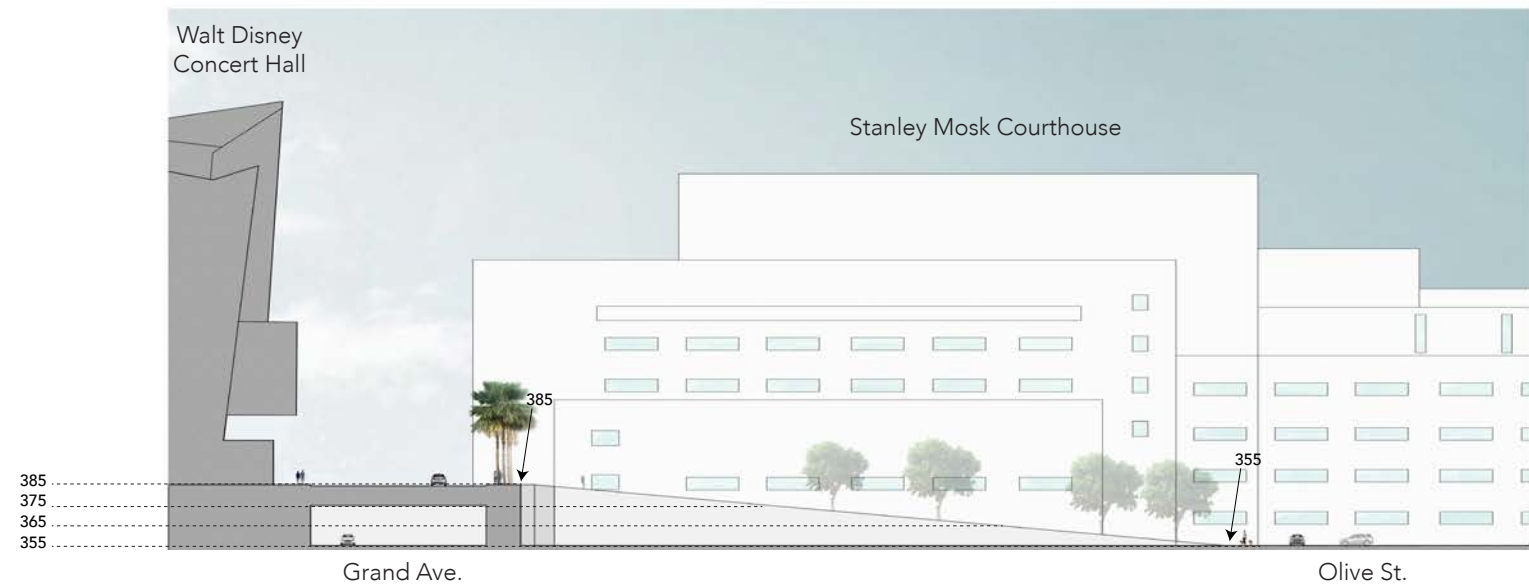 Walt Disney
Concert Hall
Stanley Mosk Courthouse
385
355
385
375
365
355
Grand Ave.
Olive St.